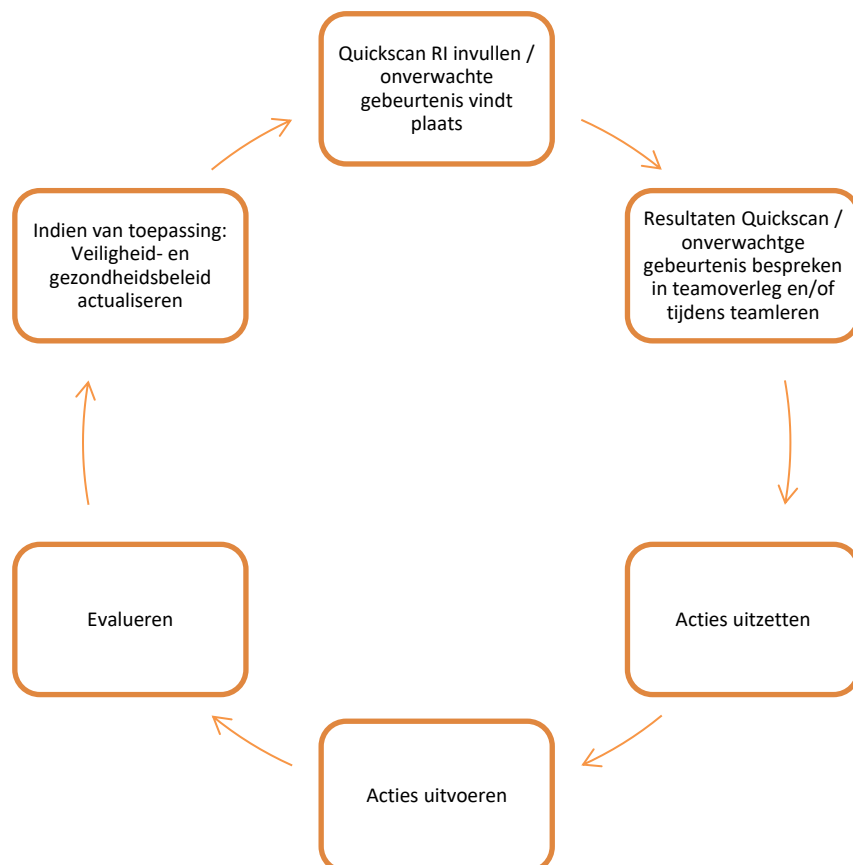 Quickscan RI invullen /
onverwachte
gebeurtenis vindt
plaats
Resultaten Quickscan /
onverwachtge
gebeurtenis bespreken
in teamoverleg en/of
tijdens teamleren
Acties uitzetten
Acties uitvoeren
Evalueren
Indien van toepassing:
Veiligheid- en
gezondheidsbeleid
actualiseren